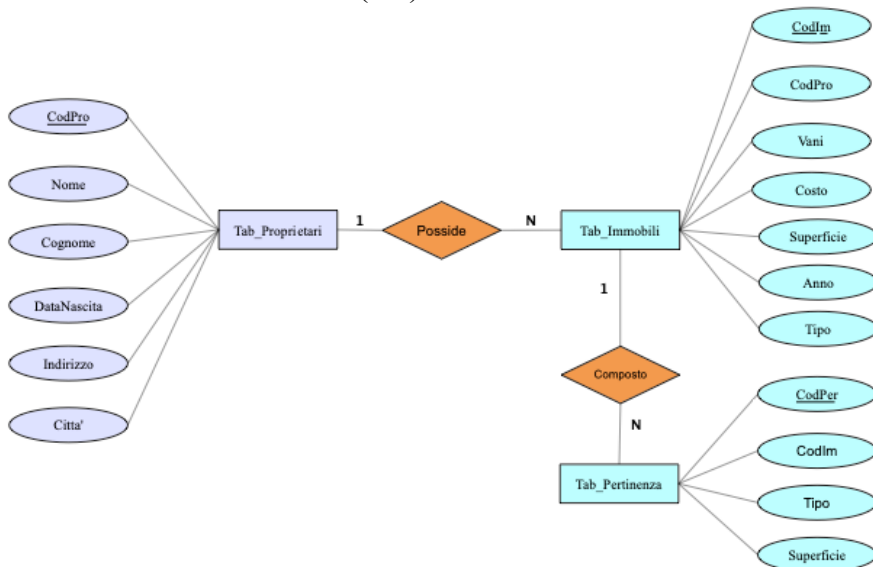 CodPro
Nome
Cognome
DataNascita
Indirizzo
Citta'
Tab_Proprietari
1
Posside
N
Tab_Immobili
CodIm
CodPro
Vani
Costo
Superficie
Anno
Tipo
1
Composto
N
Tab_Pertinenza
CodPer
CodIm
Tipo
Superficie